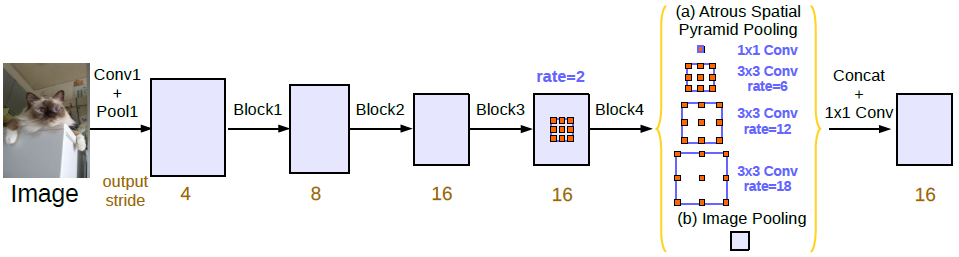 (a) Atrous Spatial
Pyramid Pooling
1x1 Conv
3x3 Conv
rate=6
3x3 Conv
rate=12
3x3 Conv
rate=18
(b) Image Pooling
Conv1
+
Pool1
Block1
Block2
Block3
rate=2
Block4
Concat
+
1x1 Conv
Image
output
stride
4
8
16
16
16